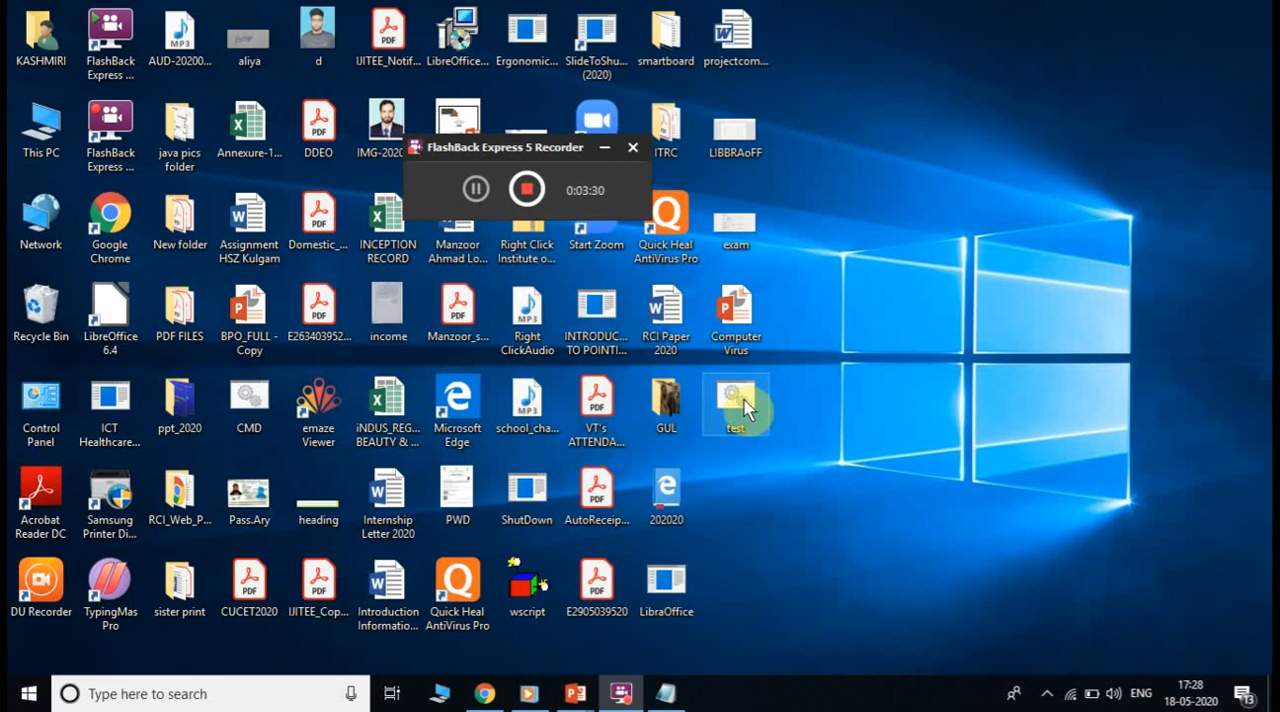 KASHMIRI
FlashBack
Express ...
AUD-20200...
aliya
d
IJITEE_Notif...
LibreOffice...
Ergonomic...
SlideToShu...
(2020)
smartboard
projectcom...
This PC
FlashBack
Express ...
java pics
folder
Annexure-1...
DDEO
IMG-2020
ITRC
LIBBRAoFF
FlashBack Express 5 Recorder
0:03:30
Network
Google
Chrome
New folder
Assignment
HSZ Kulgam
Domestic_...
INCEPTION
RECORD
Manzoor
Ahmad Lo...
Right Click
Institute o...
Start Zoom
Quick Heal
AntiVirus Pro
exam
Recycle Bin
LibreOffice
6.4
PDF FILES
BPO_FULL -
Copy
E263403952...
income
Manzoor_s...
Right
ClickAudio
INTRODUC...
TO POINTI...
RCI Paper
2020
Computer
Virus
Control
Panel
ICT
Healthcare...
ppt_2020
CMD
emaze
Viewer
iNDUS_REG...
BEAUTY & ...
Microsoft
Edge
school_cha...
VT's
ATTENDA...
GUL
test
Acrobat
Reader DC
Samsung
Printer Di...
RCI_Web_P...
Pass.Ary
heading
Internship
Letter 2020
PWD
ShutDown
AutoReceip...
202020
DU Recorder
TypingMas
Pro
sister print
CUCET2020
IJITEE_Cop...
Introduction
Informatio...
Quick Heal
AntiVirus Pro
wscript
E2905039520
LibraOffice
Type here to search
ENG
17:28
18-05-2020
13